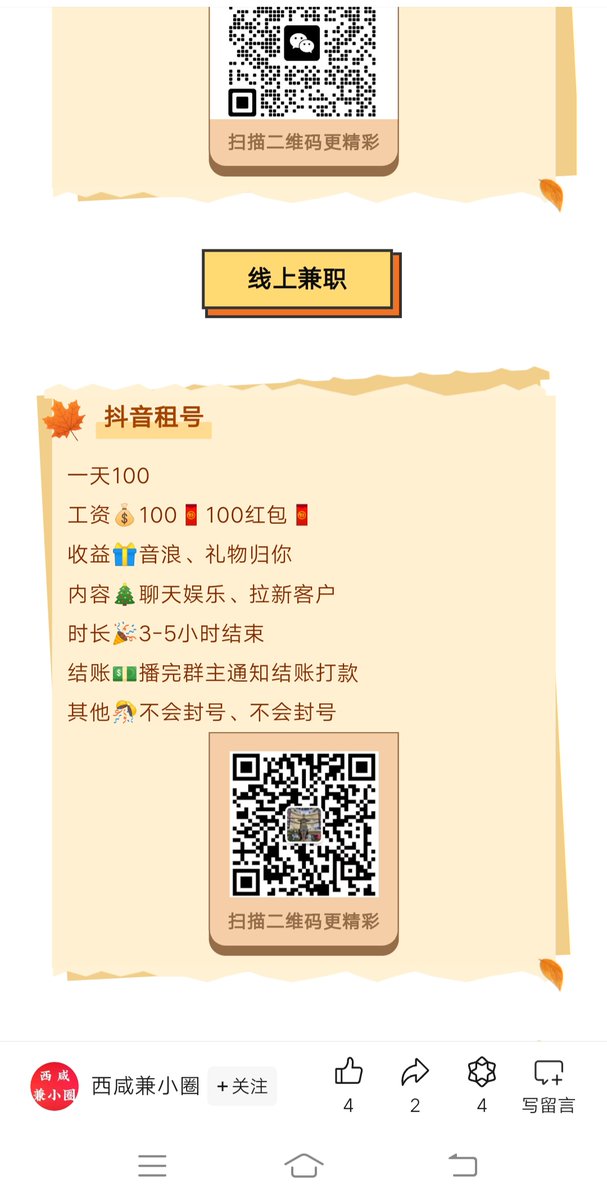 扫描二维码更精彩
线上兼职
抖音租号
一天100
工资💰100🧧100红包🧧
收益🎁音浪、礼物归你
内容🎄聊天娱乐、拉新客户
时长🎉3-5小时结束
结账💵播完群主通知结账打款
其他👰不会封号、不会封号
扫描二维码更精彩
西咸
兼小圈
西咸兼小圈
+关注
4
2
4
写留言